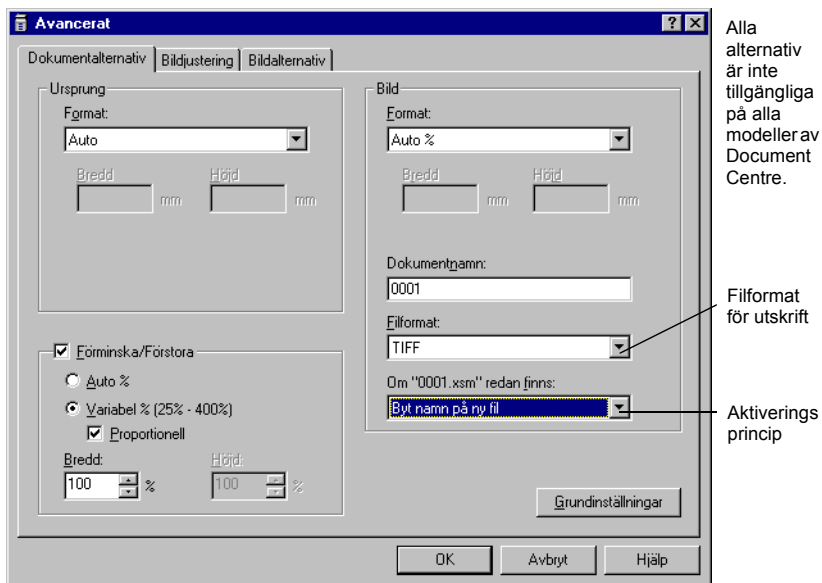 Avancerat
Dokumentalternativ Bildjustering Bildalternativ
Ursprung
Format:
Auto
Bredd Höjd
mm mm
Förminska/Förstora
Auto %
Variabel % (25% - 400%)
Proportionell
Bredd: Höjd:
100 % 100 %
Bild
Format:
Auto %
Bredd Höjd
mm mm
Dokumentnamn:
0001
Filformat:
TIFF
Om "0001.xsm" redan finns:
Byt namn på ny fil
Grundinställningar
OK Avbryt Hjälp
Alla
alternativ
är inte
tillgängliga
på alla
modeller av
Document
Centre.
Filformat
för utskrift
Aktiverings
princip